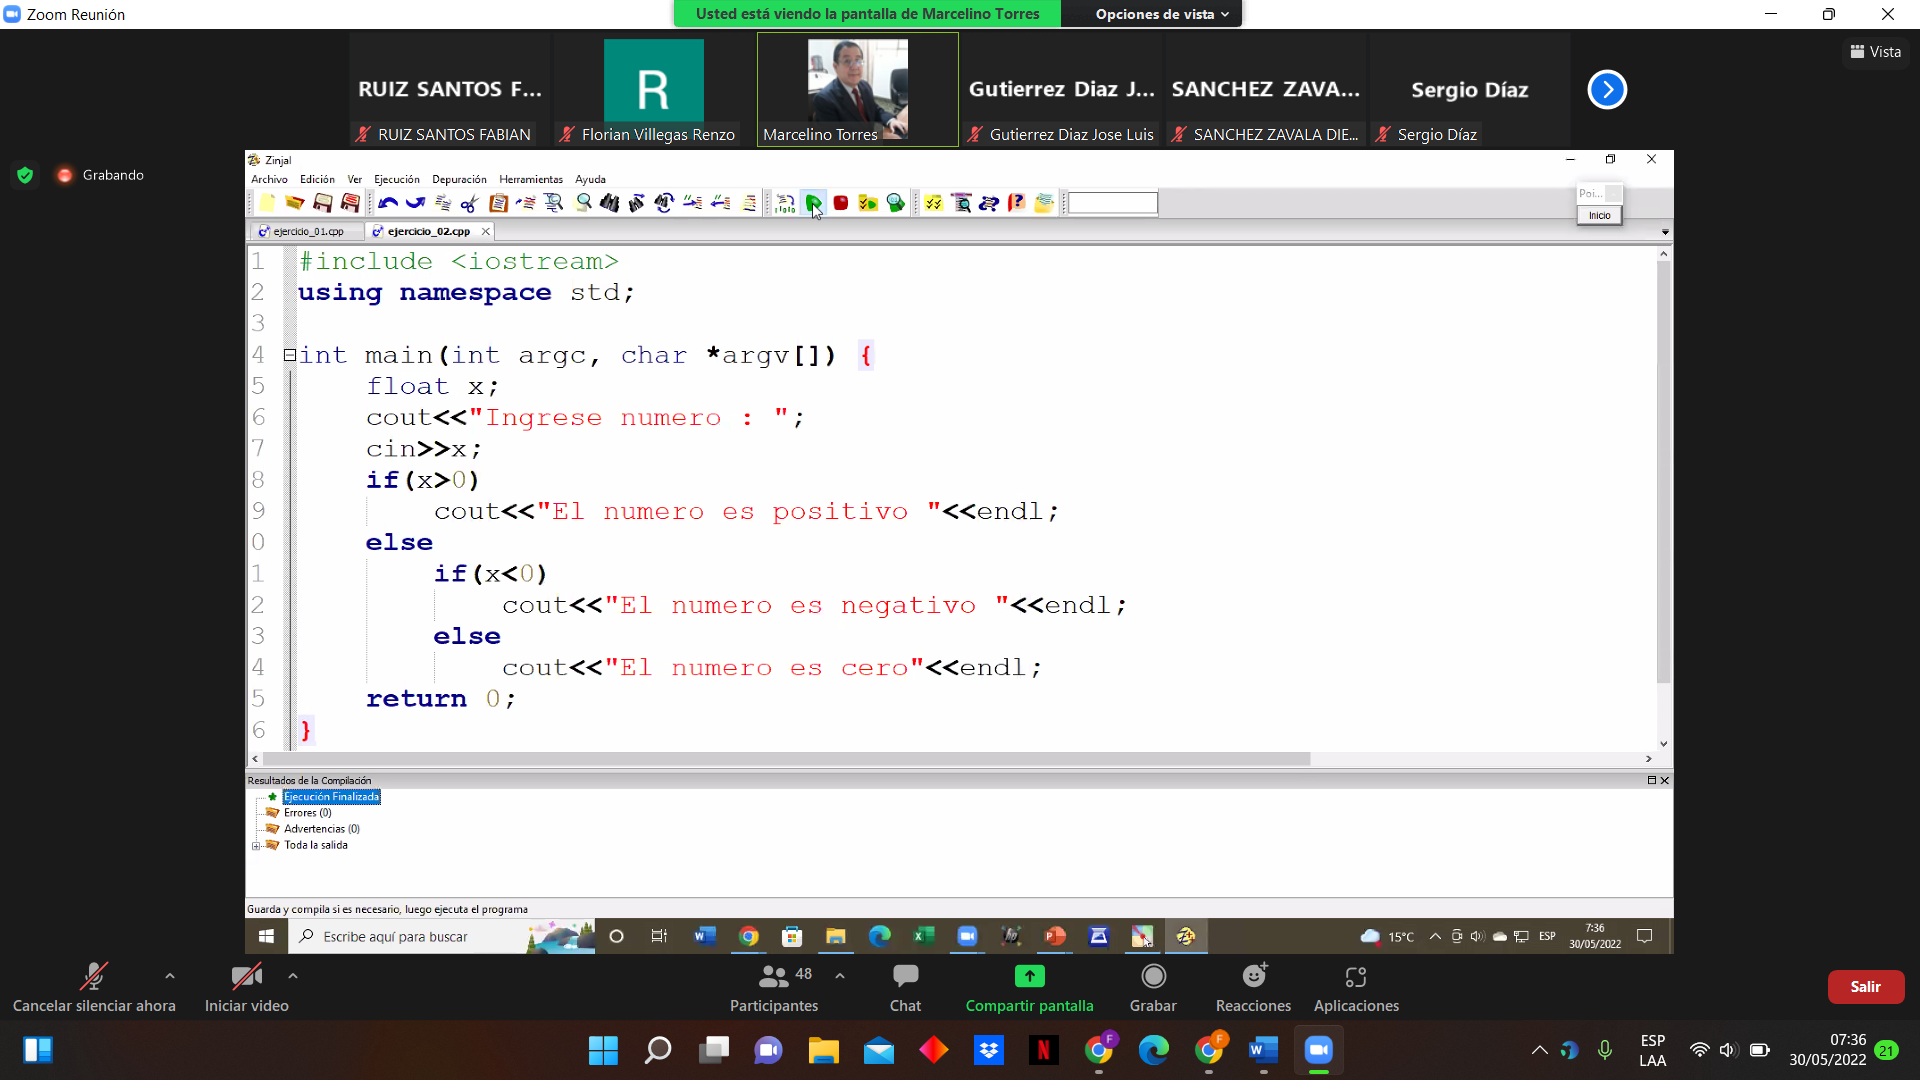 Zoom Reunión
Usted está viendo la pantalla de Marcelino Torres
Opciones de vista
Vista
RUIZ SANTOS F...
R
Gutierrez Diaz J...
SANCHEZ ZAVA...
Sergio Díaz
RUIZ SANTOS FABIAN
Florian Villegas Renzo
Marcelino Torres
Gutierrez Diaz Jose Luis
SANCHEZ ZAVALA DIE...
Sergio Díaz
Grabando
Zinjal
Archivo Edición Ver Ejecución Depuración Herramientas Ayuda
Poi...
Inicio
ejercicio_01.cpp ejercicio_02.cpp
1 #include <iostream>
2 using namespace std;
3
4 int main(int argc, char *argv[]) {
5 float x;
6 cout<<"Ingrese numero : ";
7 cin>>x;
8 if(x>0)
9 cout<<"El numero es positivo "<<endl;
0 else
1 if(x<0)
2 cout<<"El numero es negativo "<<endl;
3 else
4 cout<<"El numero es cero"<<endl;
5 return 0;
6 }
Resultados de la Compilación
Ejecución Finalizada
Errores (0)
Advertencias (0)
Toda la salida
Guarda y compila si es necesario, luego ejecuta el programa
Escribe aquí para buscar
15°C
ESP
7:36
30/05/2022
Cancelar silenciar ahora
Iniciar video
48
Participantes
Chat
Compartir pantalla
Grabar
Reacciones
Aplicaciones
Salir
ESP
LAA
07:36
30/05/2022
21